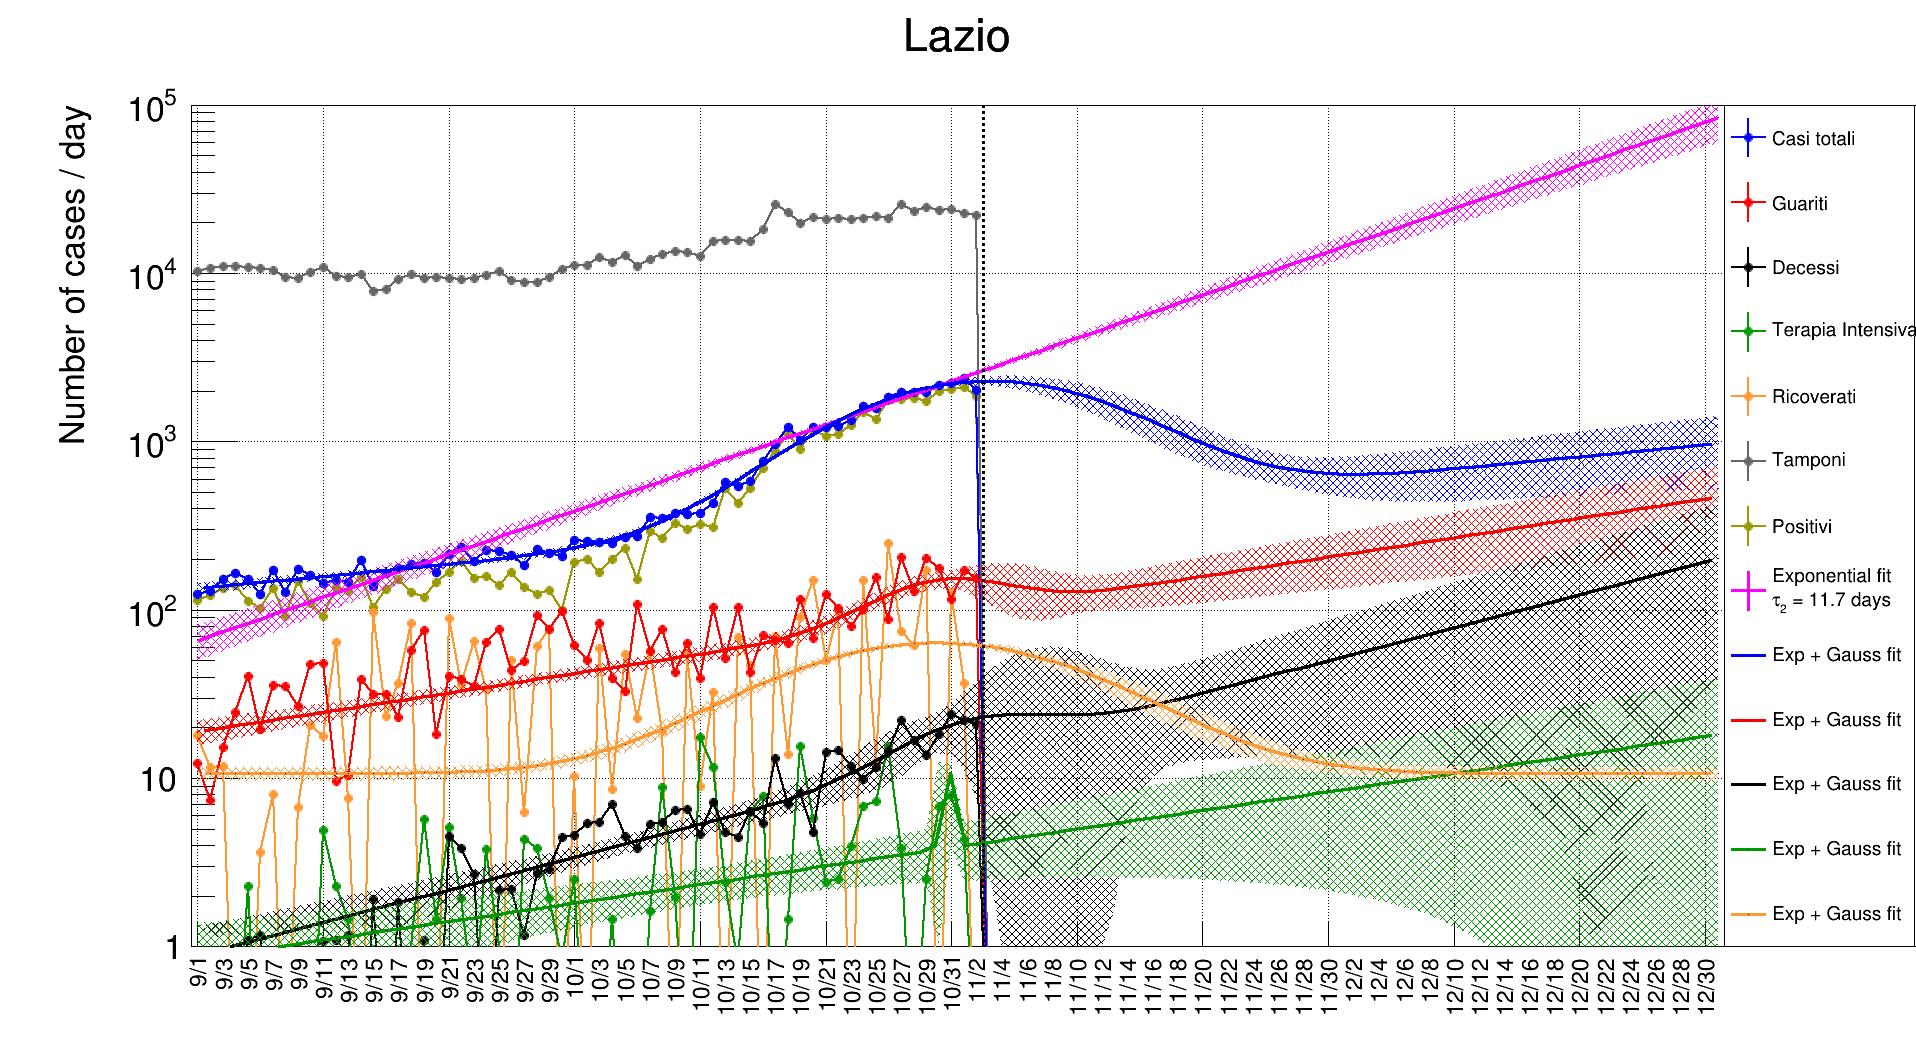 Lazio
Number of cases / day
10^5
10^4
10^3
10^2
10
1
9/1 9/3 9/5 9/7 9/9 9/11 9/13 9/15 9/17 9/19 9/21 9/23 9/25 9/27 9/29 10/1 10/3 10/5 10/7 10/9 10/11 10/13 10/15 10/17 10/19 10/21 10/23 10/25 10/27 10/29 10/31 11/2 11/4 11/6 11/8 11/10 11/12 11/14 11/16 11/18 11/20 11/22 11/24 11/26 11/28 11/30 12/2 12/4 12/6 12/8 12/10 12/12 12/14 12/16 12/18 12/20 12/22 12/24 12/26 12/28 12/30
Casi totali
Guariti
Decessi
Terapia Intensiva
Ricoverati
Tamponi
Positivi
Exponential fit
τ₂ = 11.7 days
Exp + Gauss fit
Exp + Gauss fit
Exp + Gauss fit
Exp + Gauss fit
Exp + Gauss fit